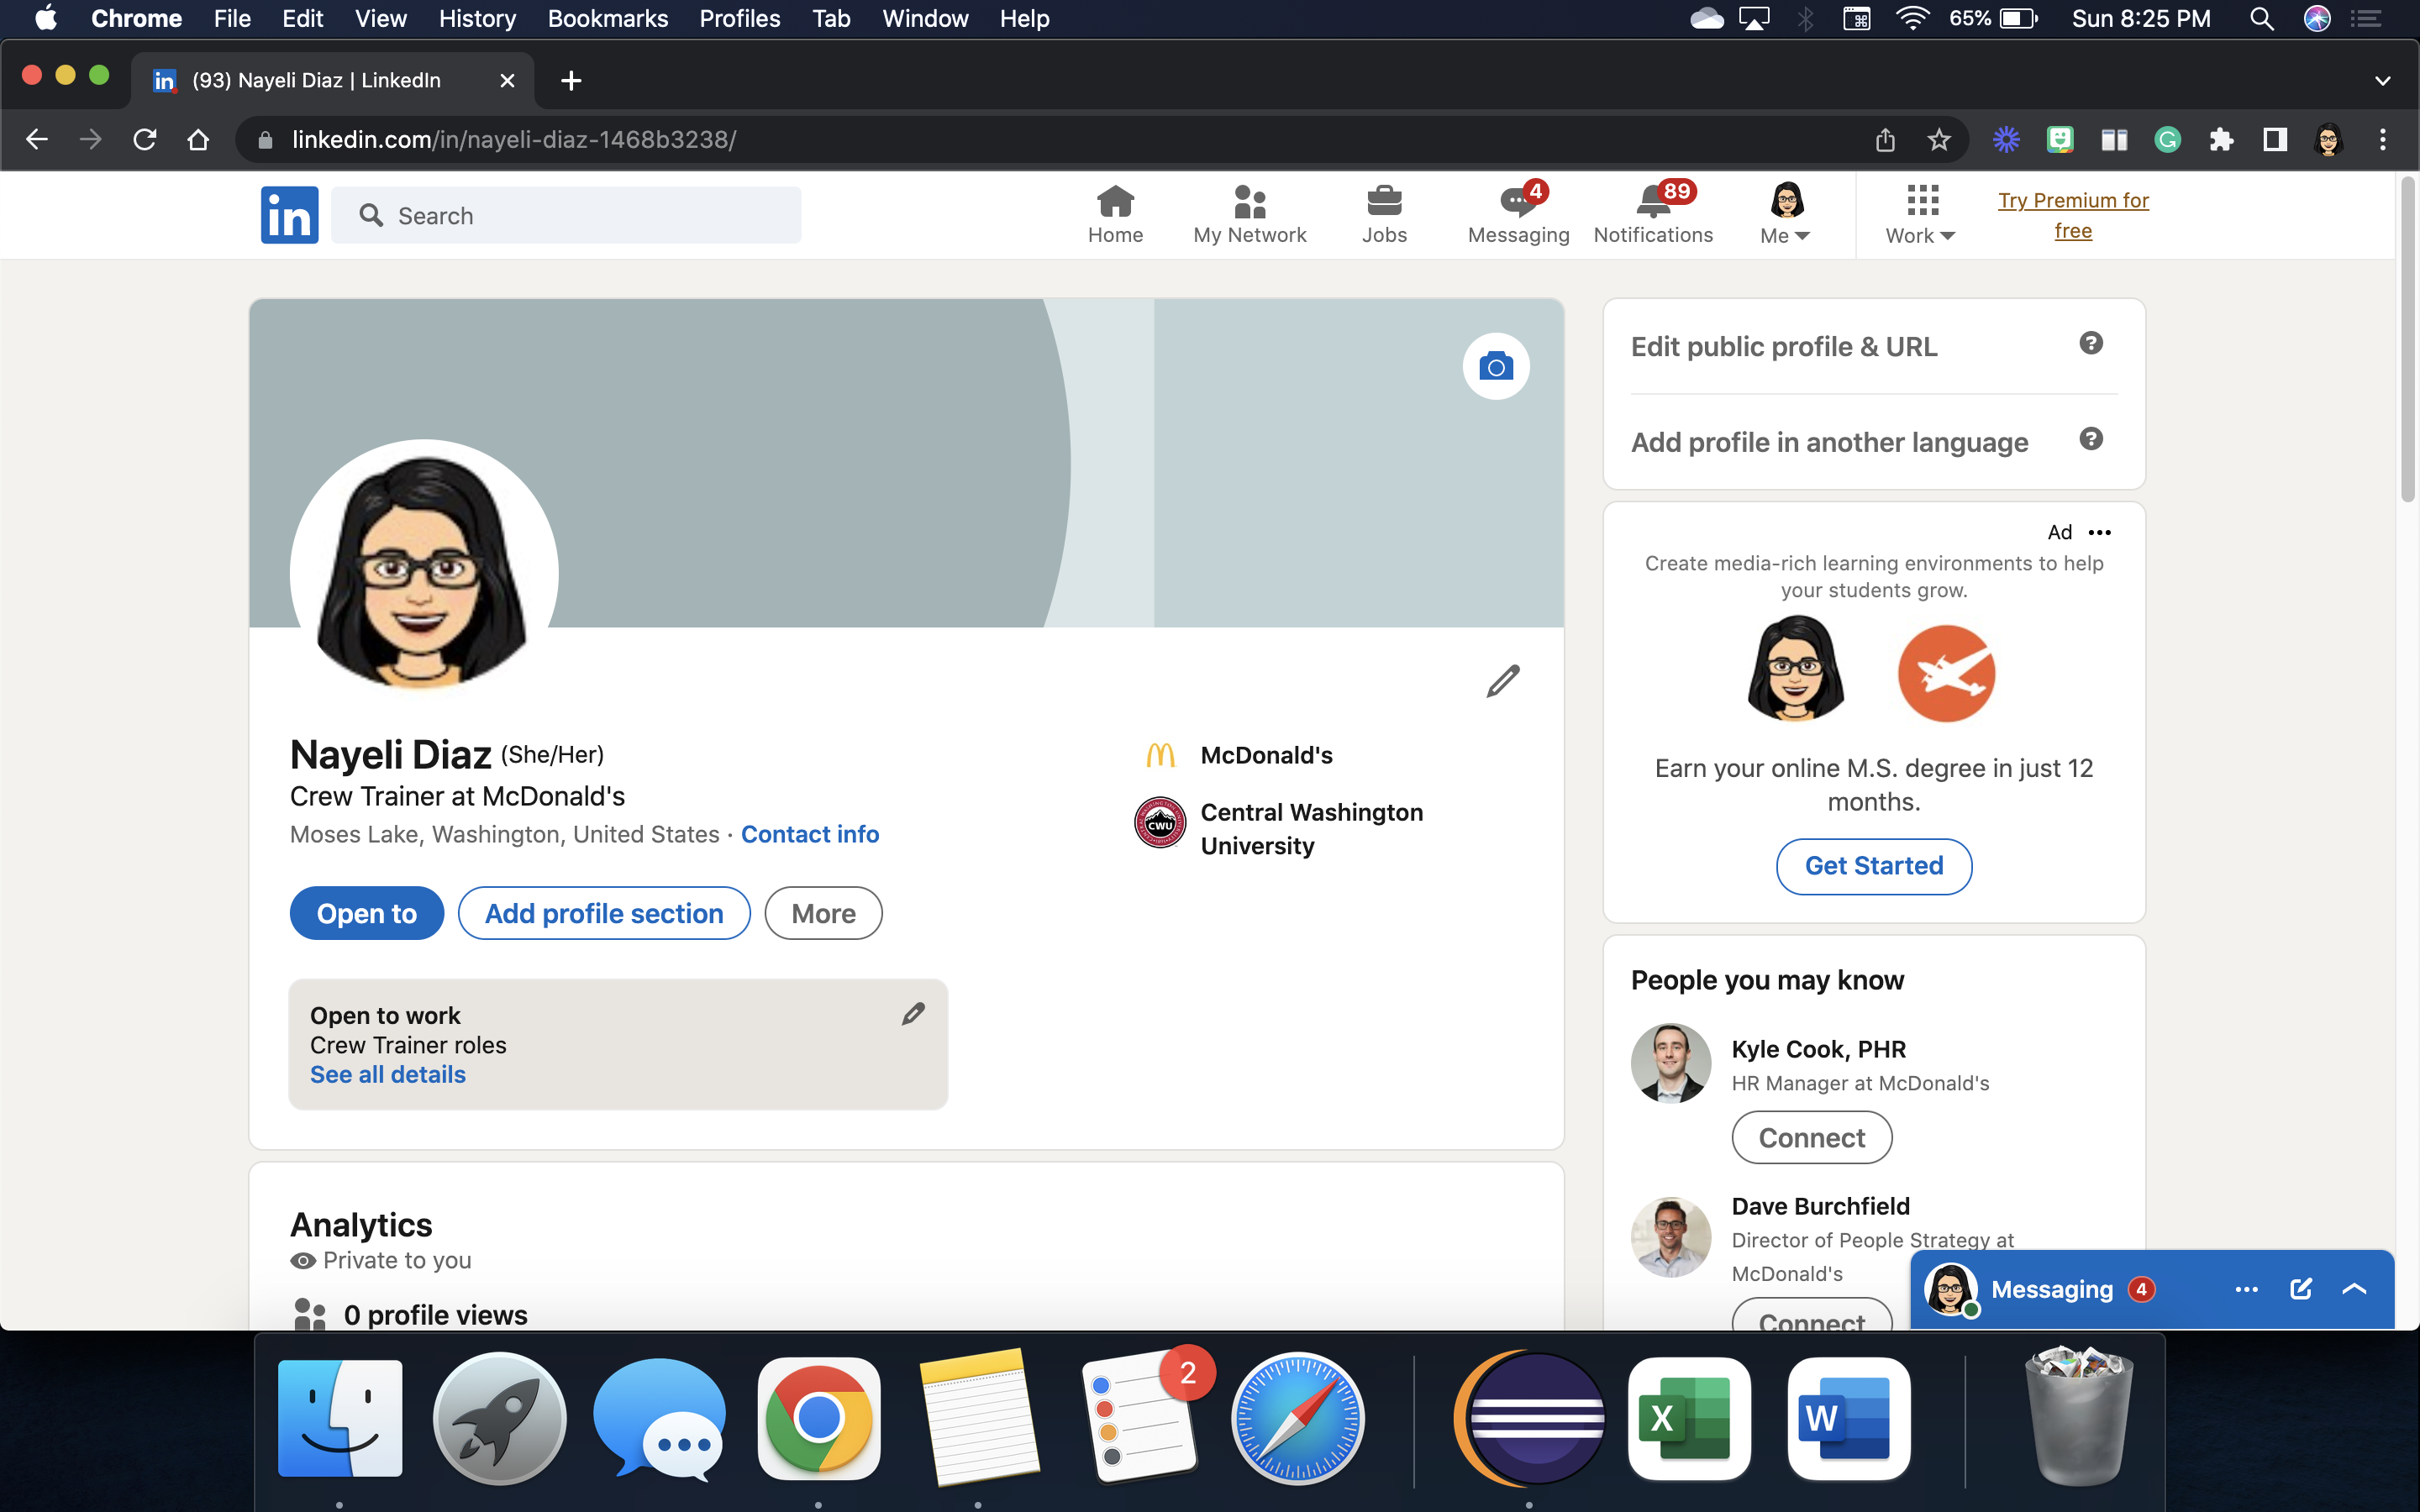 Chrome File Edit View History Bookmarks Profiles Tab Window Help
65% Sun 8:25 PM
in (93) Nayeli Diaz | LinkedIn
linkedin.com/in/nayeli-diaz-1468b3238/
in Search
Home
My Network
Jobs
4
Messaging
89
Notifications
Me
Work
Try Premium for
free
Nayeli Diaz (She/Her)
Crew Trainer at McDonald's
Moses Lake, Washington, United States · Contact info
McDonald's
CWU
Central Washington
University
Open to
Add profile section
More
Open to work
Crew Trainer roles
See all details
Analytics
Private to you
0 profile views
Edit public profile & URL
Add profile in another language
Ad
Create media-rich learning environments to help
your students grow.
Earn your online M.S. degree in just 12
months.
Get Started
People you may know
Kyle Cook, PHR
HR Manager at McDonald's
Connect
Dave Burchfield
Director of People Strategy at
McDonald's
Connect
Messaging 4
2
X
W